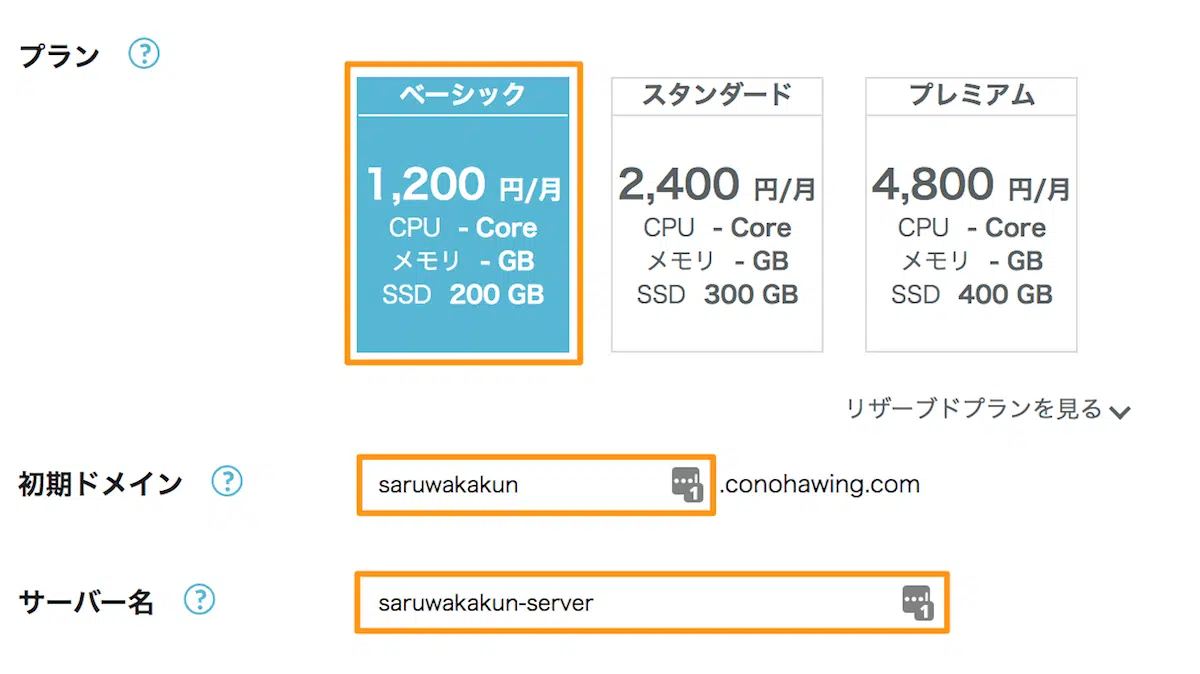 プラン ?
ベーシック
1,200 円/月
CPU - Core
メモリ - GB
SSD 200 GB
スタンダード
2,400 円/月
CPU - Core
メモリ - GB
SSD 300 GB
プレミアム
4,800 円/月
CPU - Core
メモリ - GB
SSD 400 GB
リザーブドプランを見る
初期ドメイン ? saruwakakun 1 .conohawing.com
サーバー名 ? saruwakakun-server 1